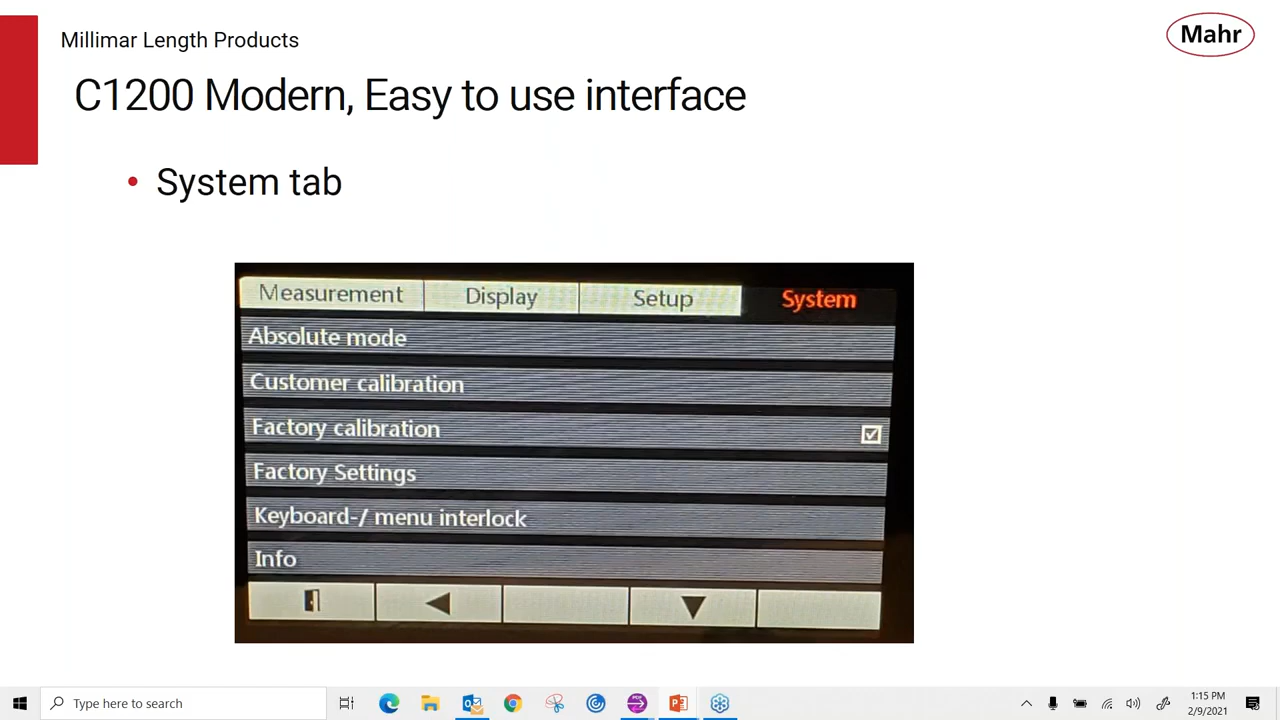 Millimar Length Products
Mahr
C1200 Modern, Easy to use interface
• System tab
Measurement Display Setup System
Absolute mode
Customer calibration
Factory calibration
Factory Settings
Keyboard-/ menu interlock
Info
Type here to search
1:15 PM
2/9/2021